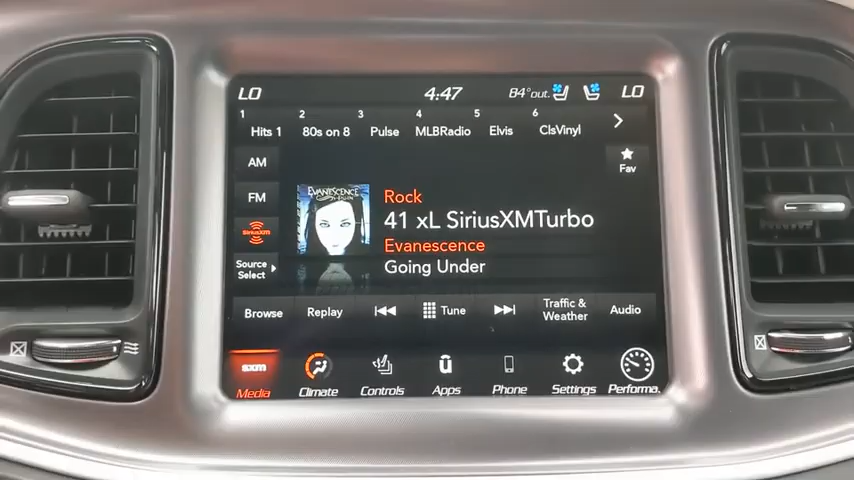 LO 4:47 84°out. LO
1 2 3 4 5 6
Hits 1 80s on 8 Pulse MLBRadio Elvis ClsVinyl
AM
FM
SiriusXM
Source
Select
Fav
EVANESCENCE
Rock
41 xL SiriusXMTurbo
Evanescence
Going Under
Browse Replay Tune Traffic &
Weather Audio
sxm
Media Climate Controls Apps Phone Settings Performa.